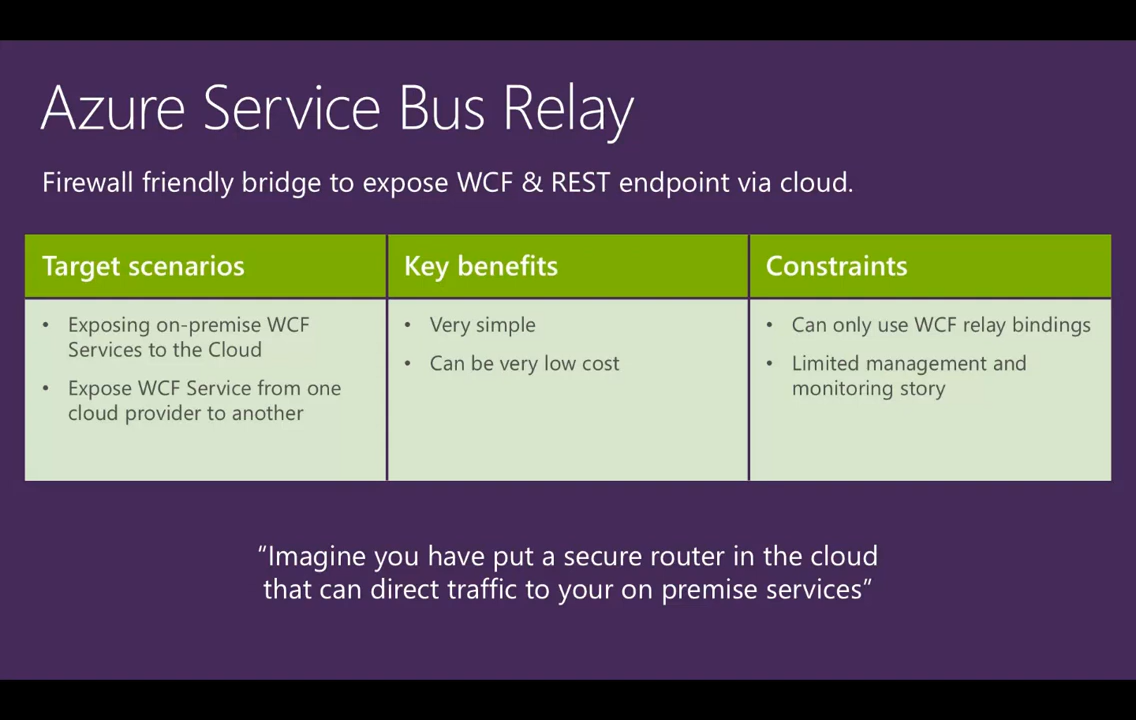 Azure Service Bus Relay
Firewall friendly bridge to expose WCF & REST endpoint via cloud.
Target scenarios
Key benefits
Constraints
• Exposing on-premise WCF
Services to the Cloud
• Expose WCF Service from one
cloud provider to another
• Very simple
• Can be very low cost
• Can only use WCF relay bindings
• Limited management and
monitoring story
“Imagine you have put a secure router in the cloud
that can direct traffic to your on premise services”